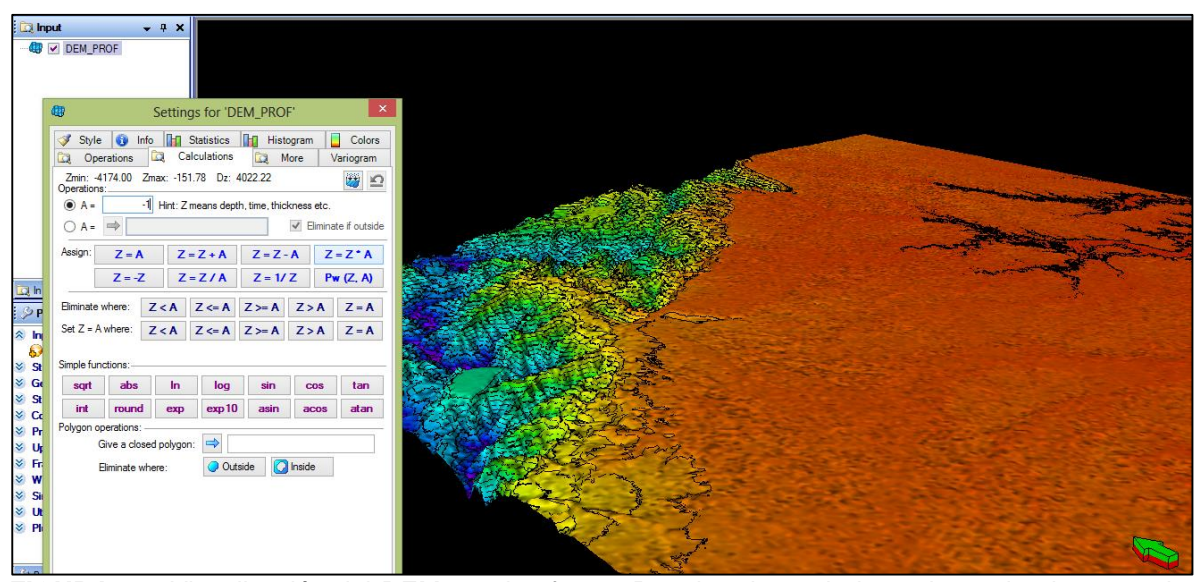 Input
DEM_PROF
Settings for 'DEM_PROF'
Style Info Statistics Histogram Colors
Operations Calculations More Variogram
Zmin: -4174.00 Zmax: -151.78 Dz: 4022.22
Operations:
A = -1 Hint: Z means depth, time, thickness etc.
A = Eliminate if outside
Assign: Z = A Z = Z + A Z = Z - A Z = Z * A
Z = -Z Z = Z / A Z = 1/ Z Pw (Z, A)
Eliminate where: Z < A Z <= A Z >= A Z > A Z = A
Set Z = A where: Z < A Z <= A Z >= A Z > A Z = A
Simple functions:
sqrt abs ln log sin cos tan
int round exp exp10 asin acos atan
Polygon operations:
Give a closed polygon:
Eliminate where: Outside Inside